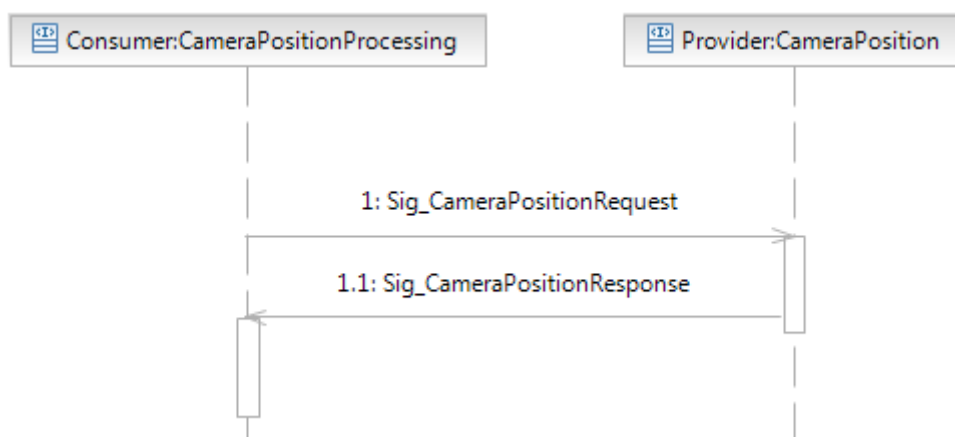 Consumer:CameraPositionProcessing
Provider:CameraPosition
1: Sig_CameraPositionRequest
1.1: Sig_CameraPositionResponse